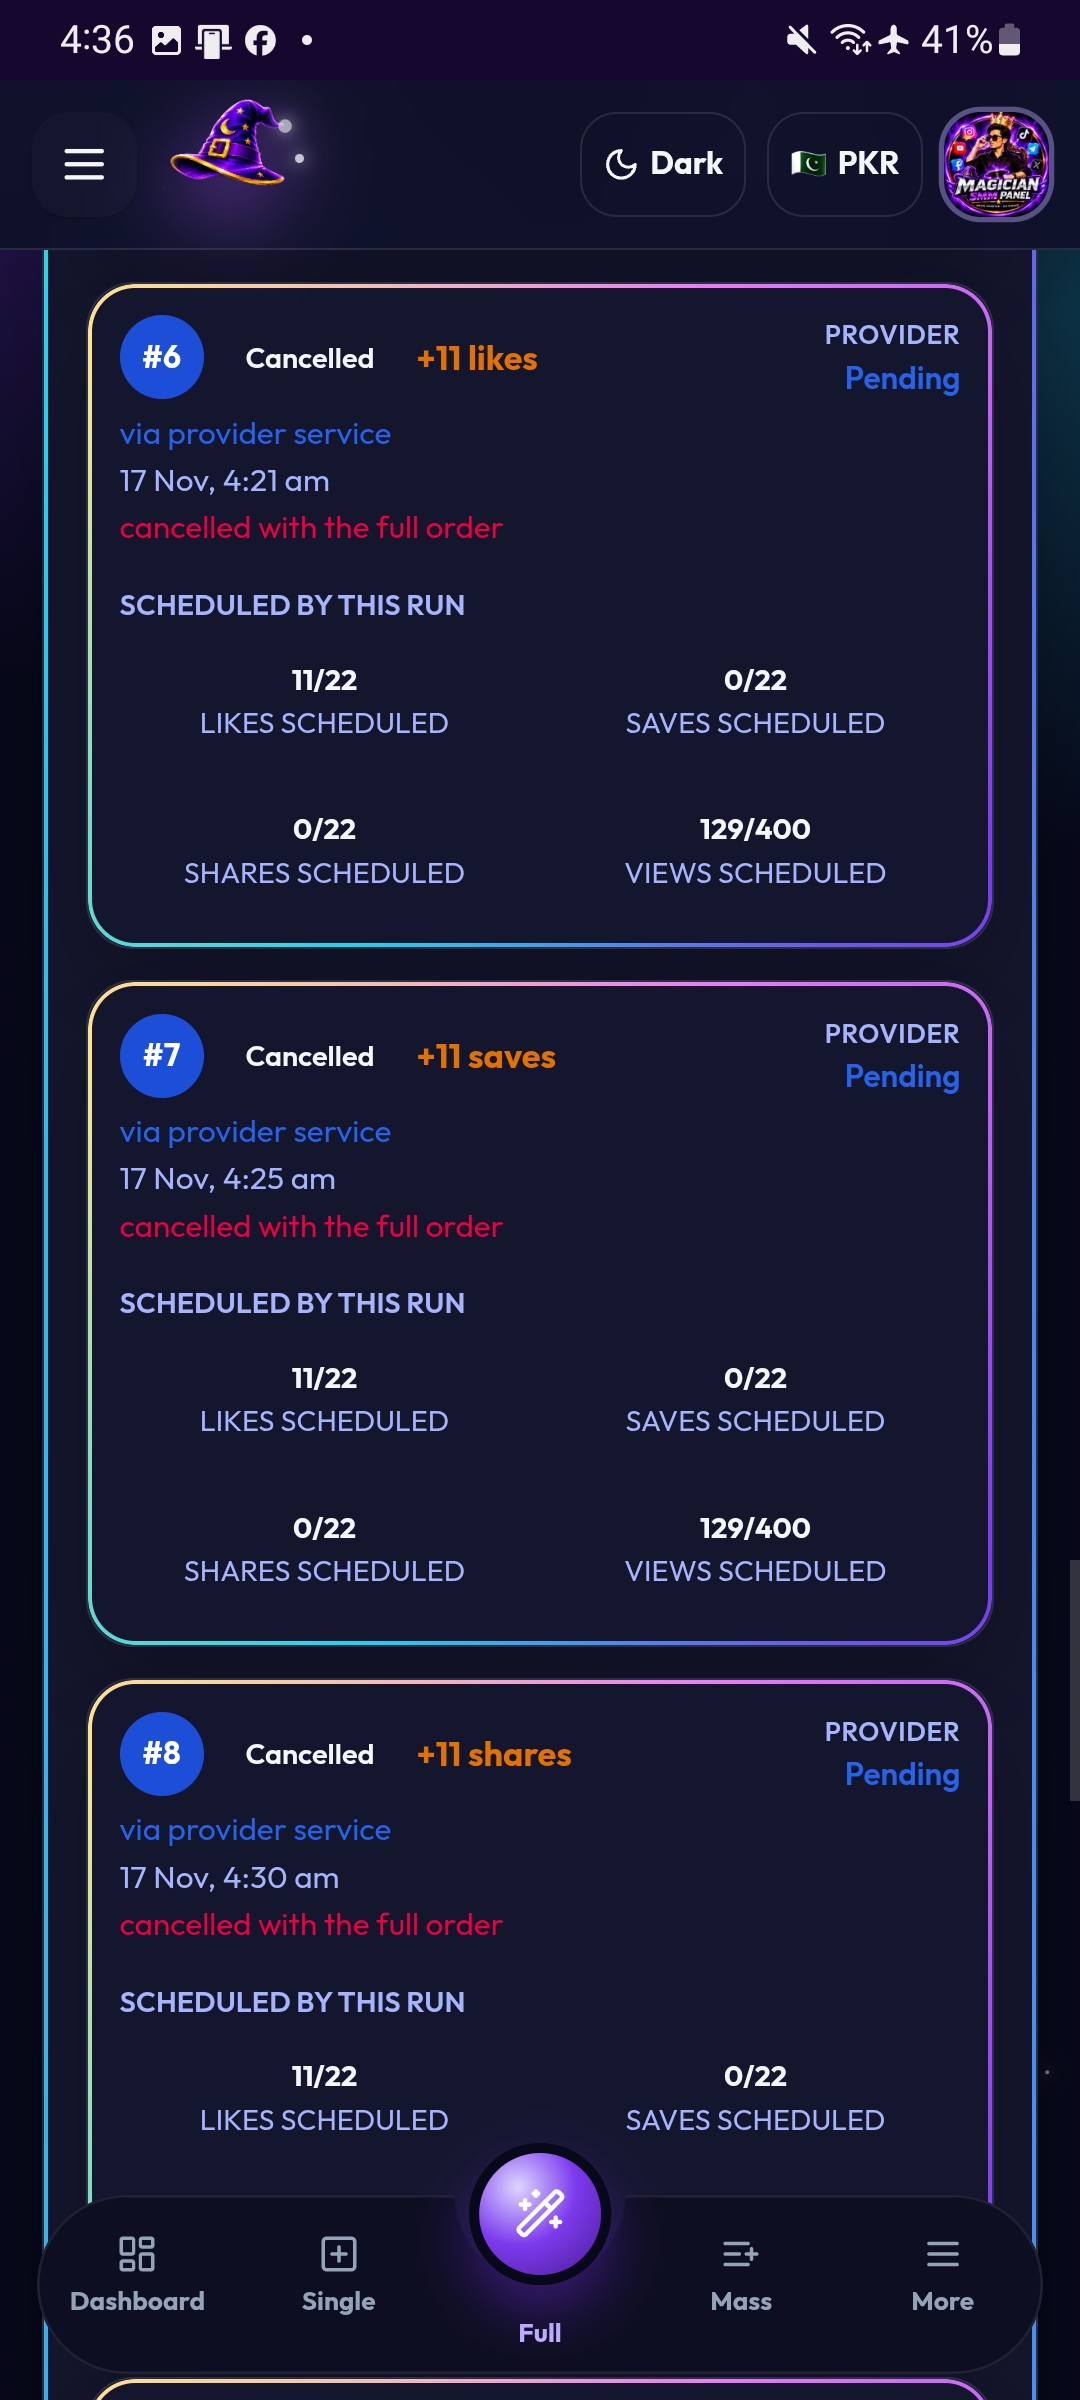 4:36
41%
Dark
PKR
MAGICIAN
SMM PANEL
#6
Cancelled
+11 likes
PROVIDER
Pending
via provider service
17 Nov, 4:21 am
cancelled with the full order
SCHEDULED BY THIS RUN
11/22
0/22
LIKES SCHEDULED
SAVES SCHEDULED
0/22
129/400
SHARES SCHEDULED
VIEWS SCHEDULED
#7
Cancelled
+11 saves
PROVIDER
Pending
via provider service
17 Nov, 4:25 am
cancelled with the full order
SCHEDULED BY THIS RUN
11/22
0/22
LIKES SCHEDULED
SAVES SCHEDULED
0/22
129/400
SHARES SCHEDULED
VIEWS SCHEDULED
#8
Cancelled
+11 shares
PROVIDER
Pending
via provider service
17 Nov, 4:30 am
cancelled with the full order
SCHEDULED BY THIS RUN
11/22
0/22
LIKES SCHEDULED
SAVES SCHEDULED
Dashboard
Single
Full
Mass
More